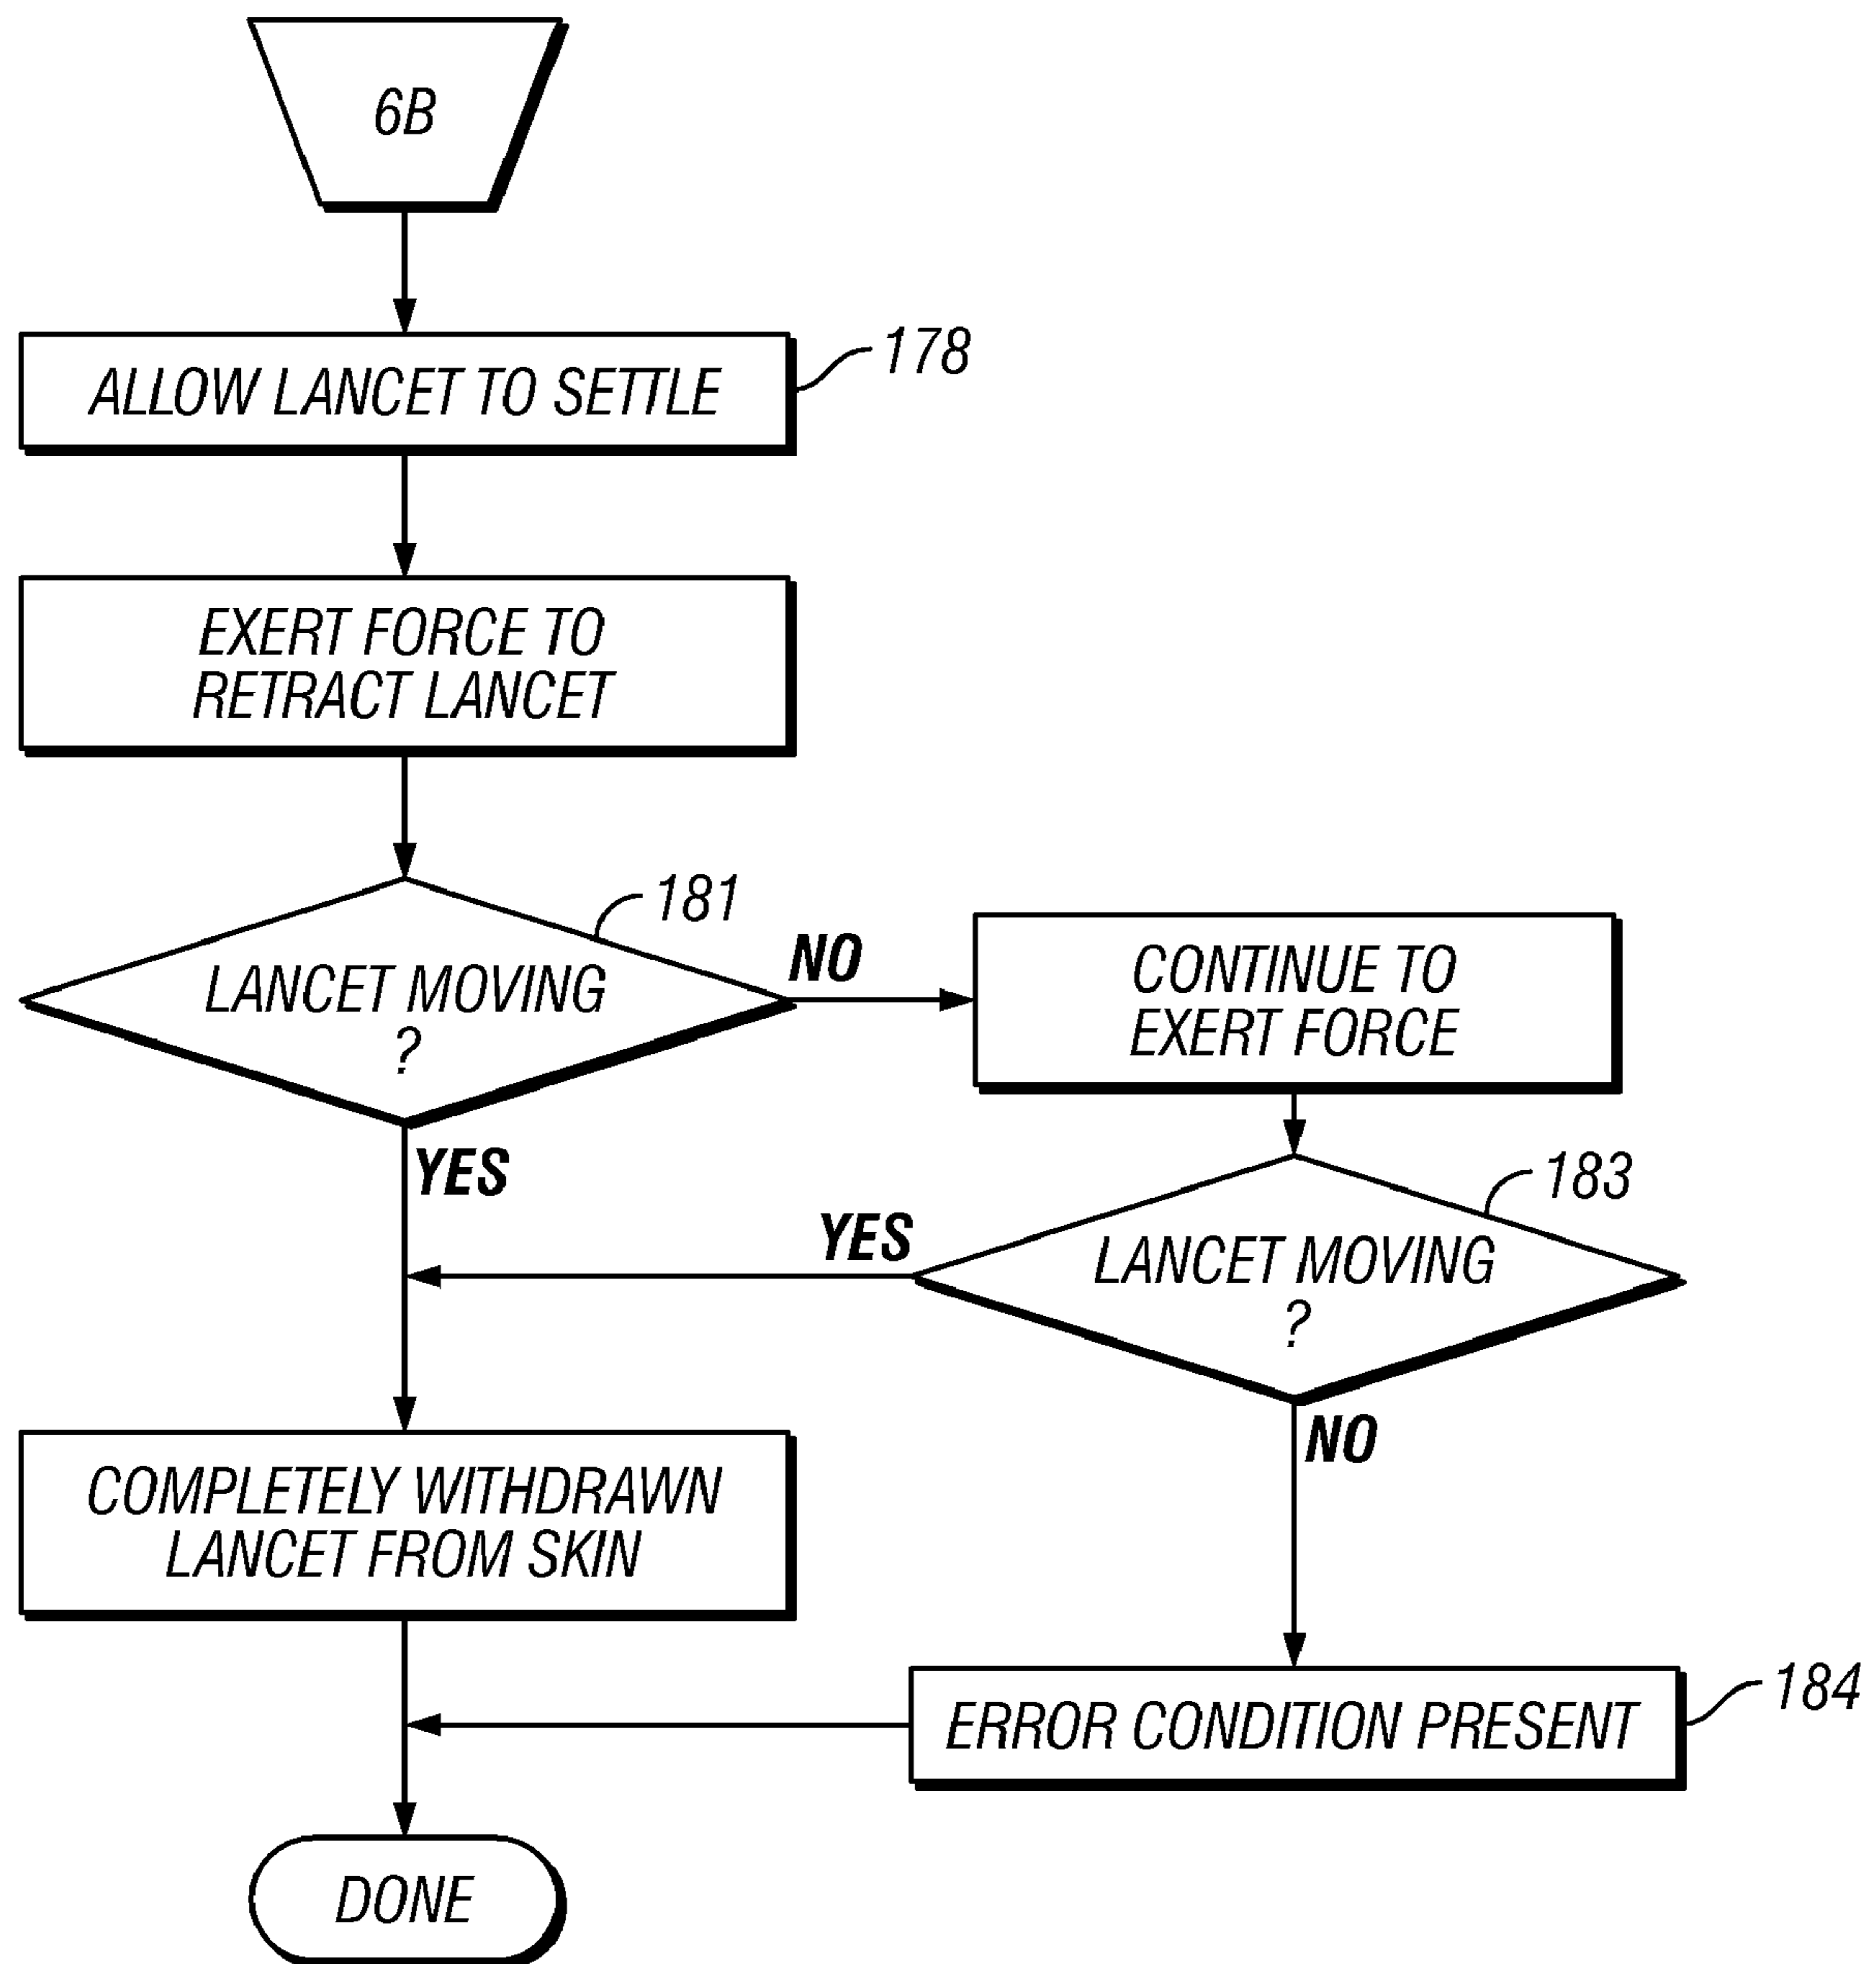 6B
ALLOW LANCET TO SETTLE
178
EXERT FORCE TO
RETRACT LANCET
181
LANCET MOVING
?
NO
CONTINUE TO
EXERT FORCE
YES
183
LANCET MOVING
?
YES
NO
COMPLETELY WITHDRAWN
LANCET FROM SKIN
ERROR CONDITION PRESENT
184
DONE